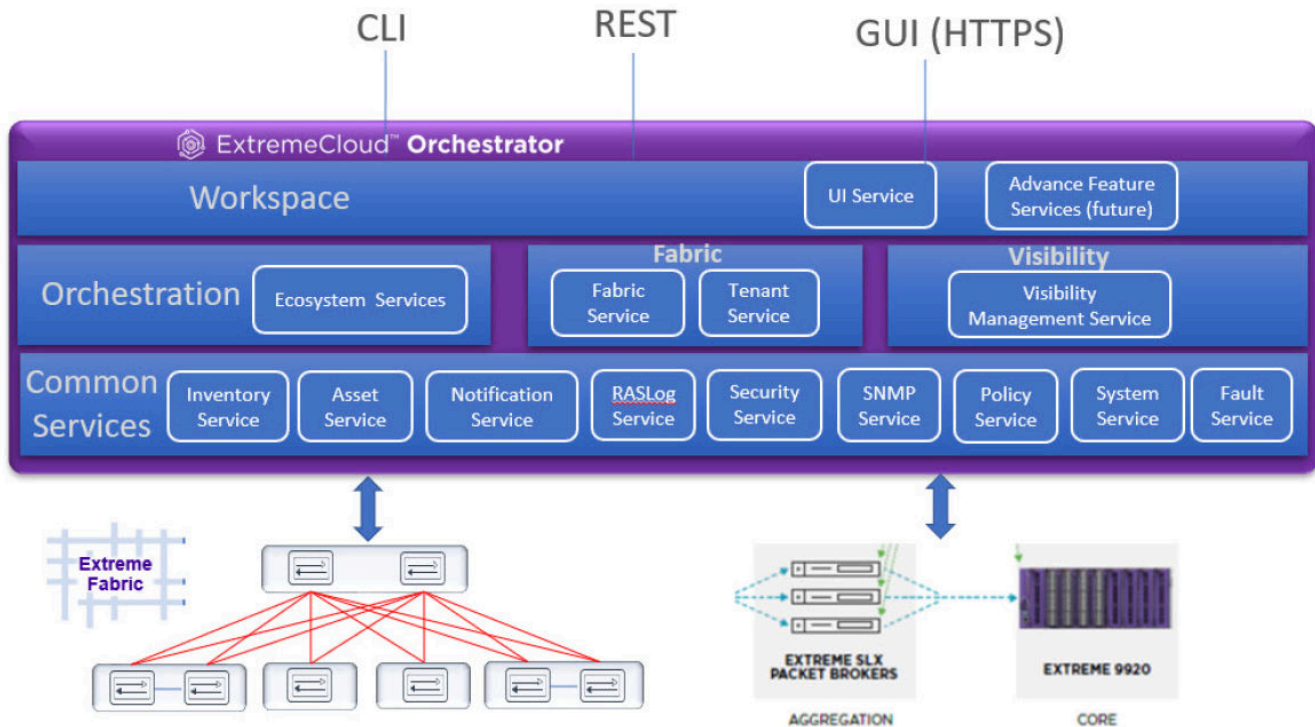 CLI
REST
GUI (HTTPS)
ExtremeCloud™ Orchestrator
Workspace
UI Service
Advance Feature
Services (future)
Orchestration
Ecosystem Services
Fabric
Fabric
Service
Tenant
Service
Visibility
Visibility
Management Service
Common
Services
Inventory
Service
Asset
Service
Notification
Service
RASLog
Service
Security
Service
SNMP
Service
Policy
Service
System
Service
Fault
Service
Extreme
Fabric
EXTREME SLX
PACKET BROKERS
AGGREGATION
EXTREME 9920
CORE